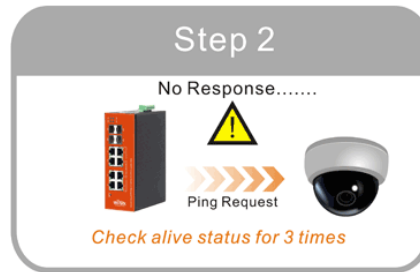 Step 2
No Response.......
Ping Request
Check alive status for 3 times